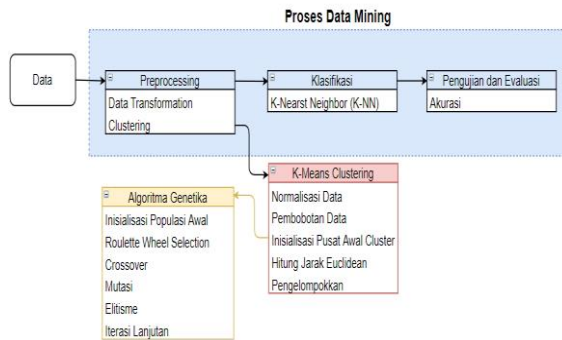 Proses Data Mining
Data
Preprocessing
Data Transformation
Clustering
Klasifikasi
K-Nearst Neighbor (K-NN)
Pengujian dan Evaluasi
Akurasi
K-Means Clustering
Normalisasi Data
Pembobotan Data
Inisialisasi Pusat Awal Cluster
Hitung Jarak Euclidean
Pengelompokkan
Algoritma Genetika
Inisialisasi Populasi Awal
Roulette Wheel Selection
Crossover
Mutasi
Elitisme
Iterasi Lanjutan